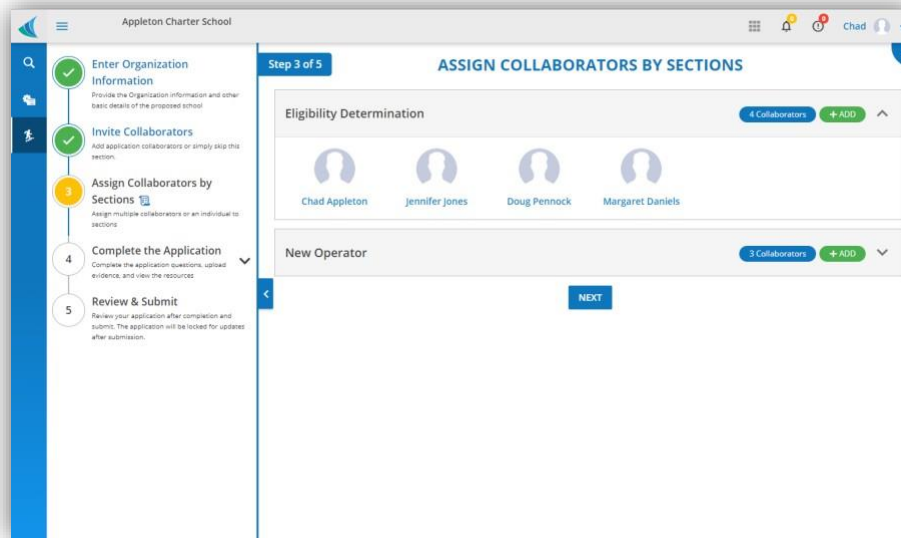 Appleton Charter School
0
0
Chad
Enter Organization
Information
Provide the Organization information and other
basic details of the proposed school
Invite Collaborators
Add application collaborators or simply skip this
section.
3
Assign Collaborators by
Sections
Assign multiple collaborators or an individual to
sections
4
Complete the Application
Complete the application questions, upload
evidence, and view the resources
5
Review & Submit
Review your application after completion and
submit. The application will be locked for updates
after submission.
Step 3 of 5
ASSIGN COLLABORATORS BY SECTIONS
Eligibility Determination
4 Collaborators
+ ADD
Chad Appleton
Jennifer Jones
Doug Pennock
Margaret Daniels
New Operator
3 Collaborators
+ ADD
NEXT